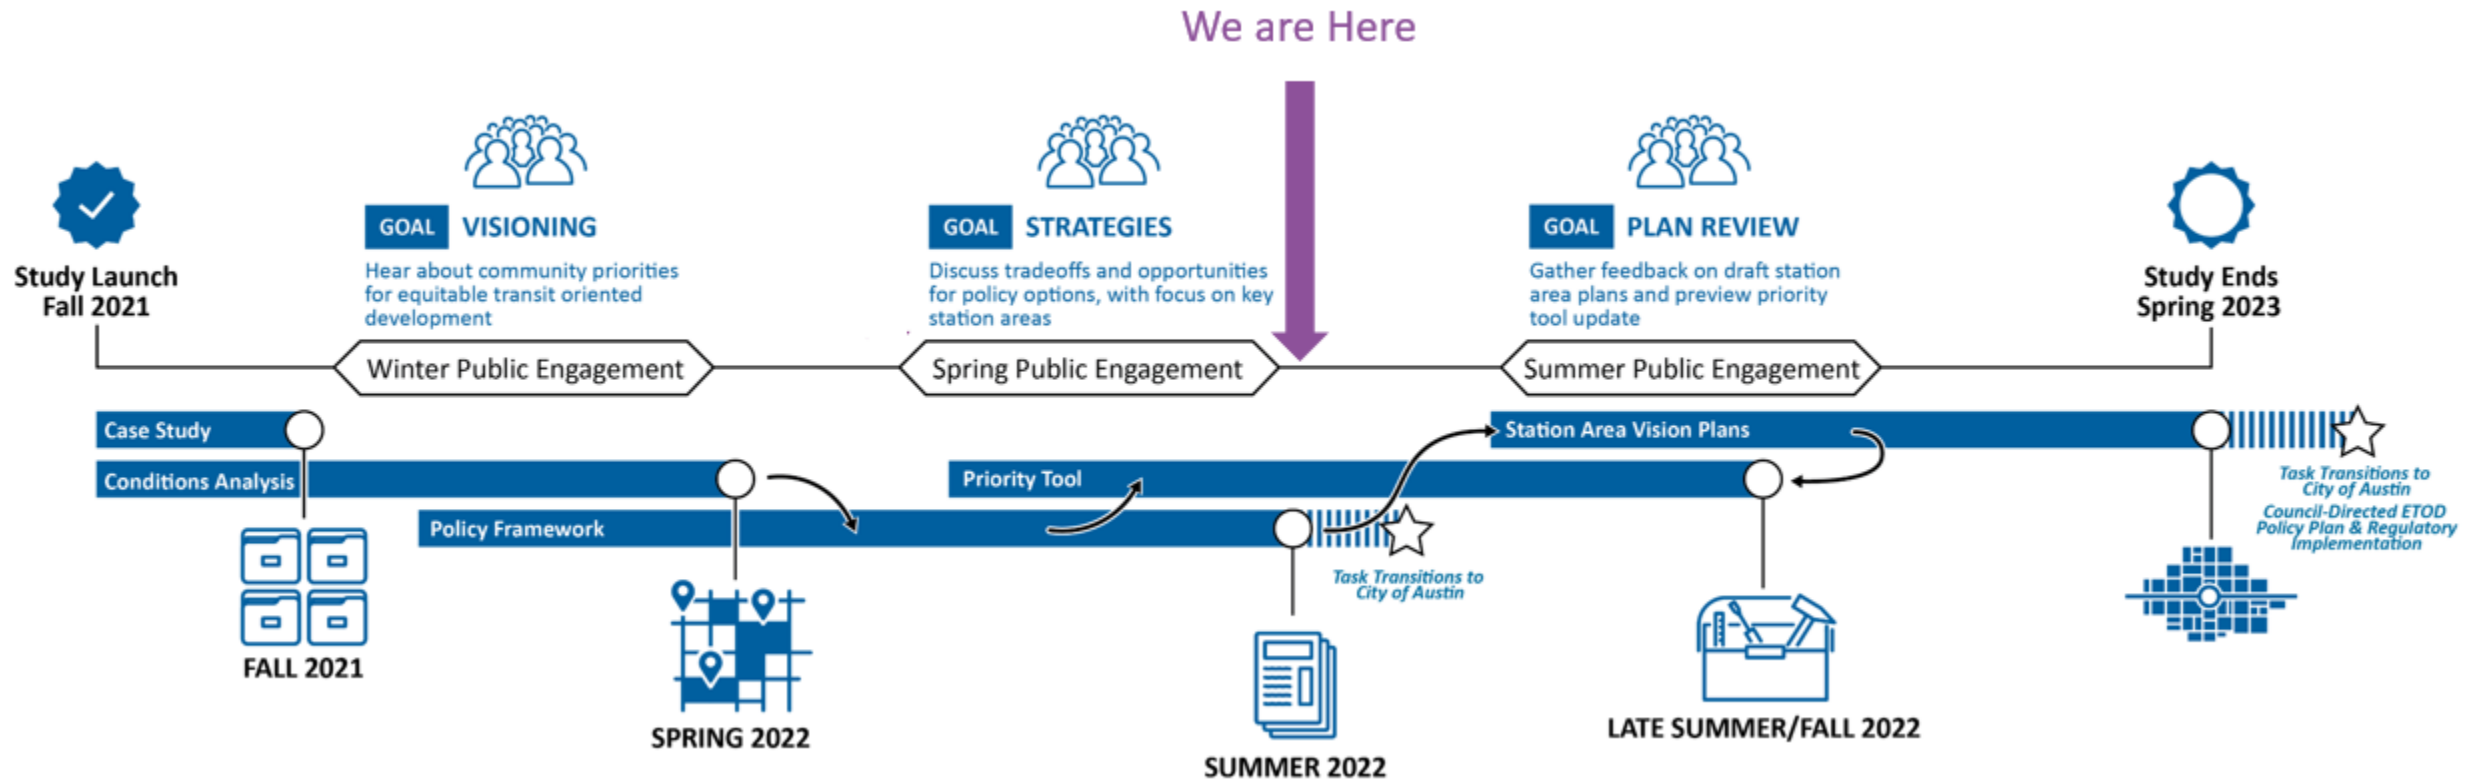 We are Here
Study Launch
Fall 2021
GOAL VISIONING
Hear about community priorities
for equitable transit oriented
development
GOAL STRATEGIES
Discuss tradeoffs and opportunities
for policy options, with focus on key
station areas
GOAL PLAN REVIEW
Gather feedback on draft station
area plans and preview priority
tool update
Study Ends
Spring 2023
Winter Public Engagement
Spring Public Engagement
Summer Public Engagement
Case Study
Station Area Vision Plans
Conditions Analysis
Priority Tool
Policy Framework
Task Transitions to
City of Austin
Council-Directed ETOD
Policy Plan & Regulatory
Implementation
Task Transitions to
City of Austin
FALL 2021
SPRING 2022
SUMMER 2022
LATE SUMMER/FALL 2022